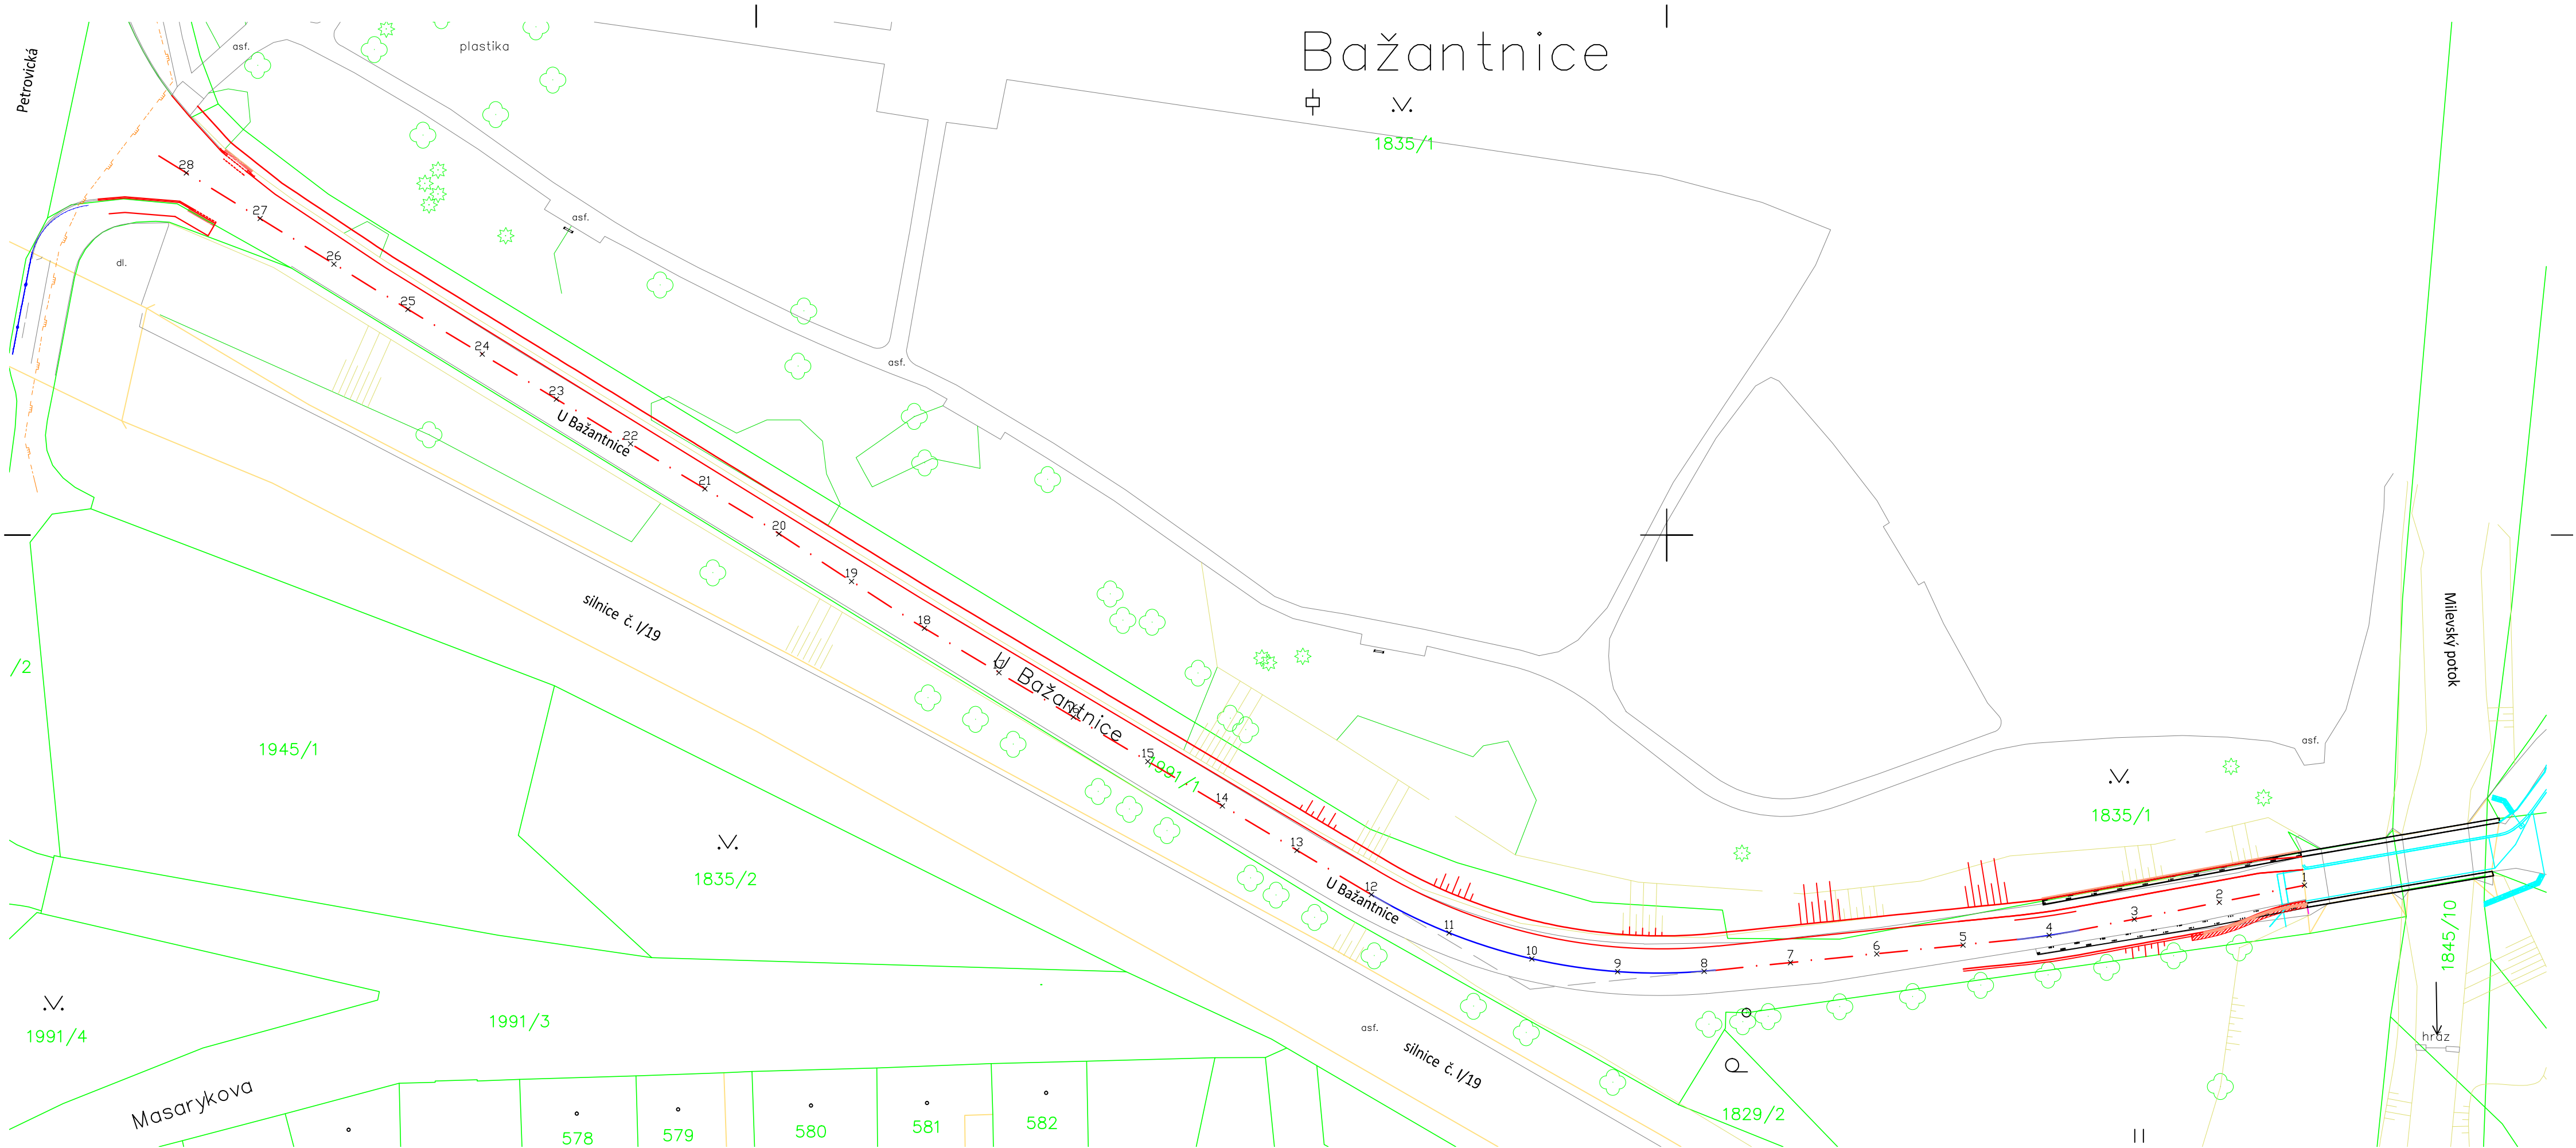 Bažantnice
Petrovická
asf.
plastika
1835/1
28
27
asf.
26
dl.
25
24
asf.
23
U Bažantnice
22
21
20
19
silnice č. I/19
18
Milevský potok
/2
17
U Bažantnice
16
1945/1
15
asf.
1991/1
14
1835/1
13
1835/2
12
U Bažantnice
1
2
3
11
4
10
5
6
7
8
9
1845/10
1991/4
1991/3
asf.
hráz
silnice č. I/19
Masarykova
1829/2
578
579
580
581
582